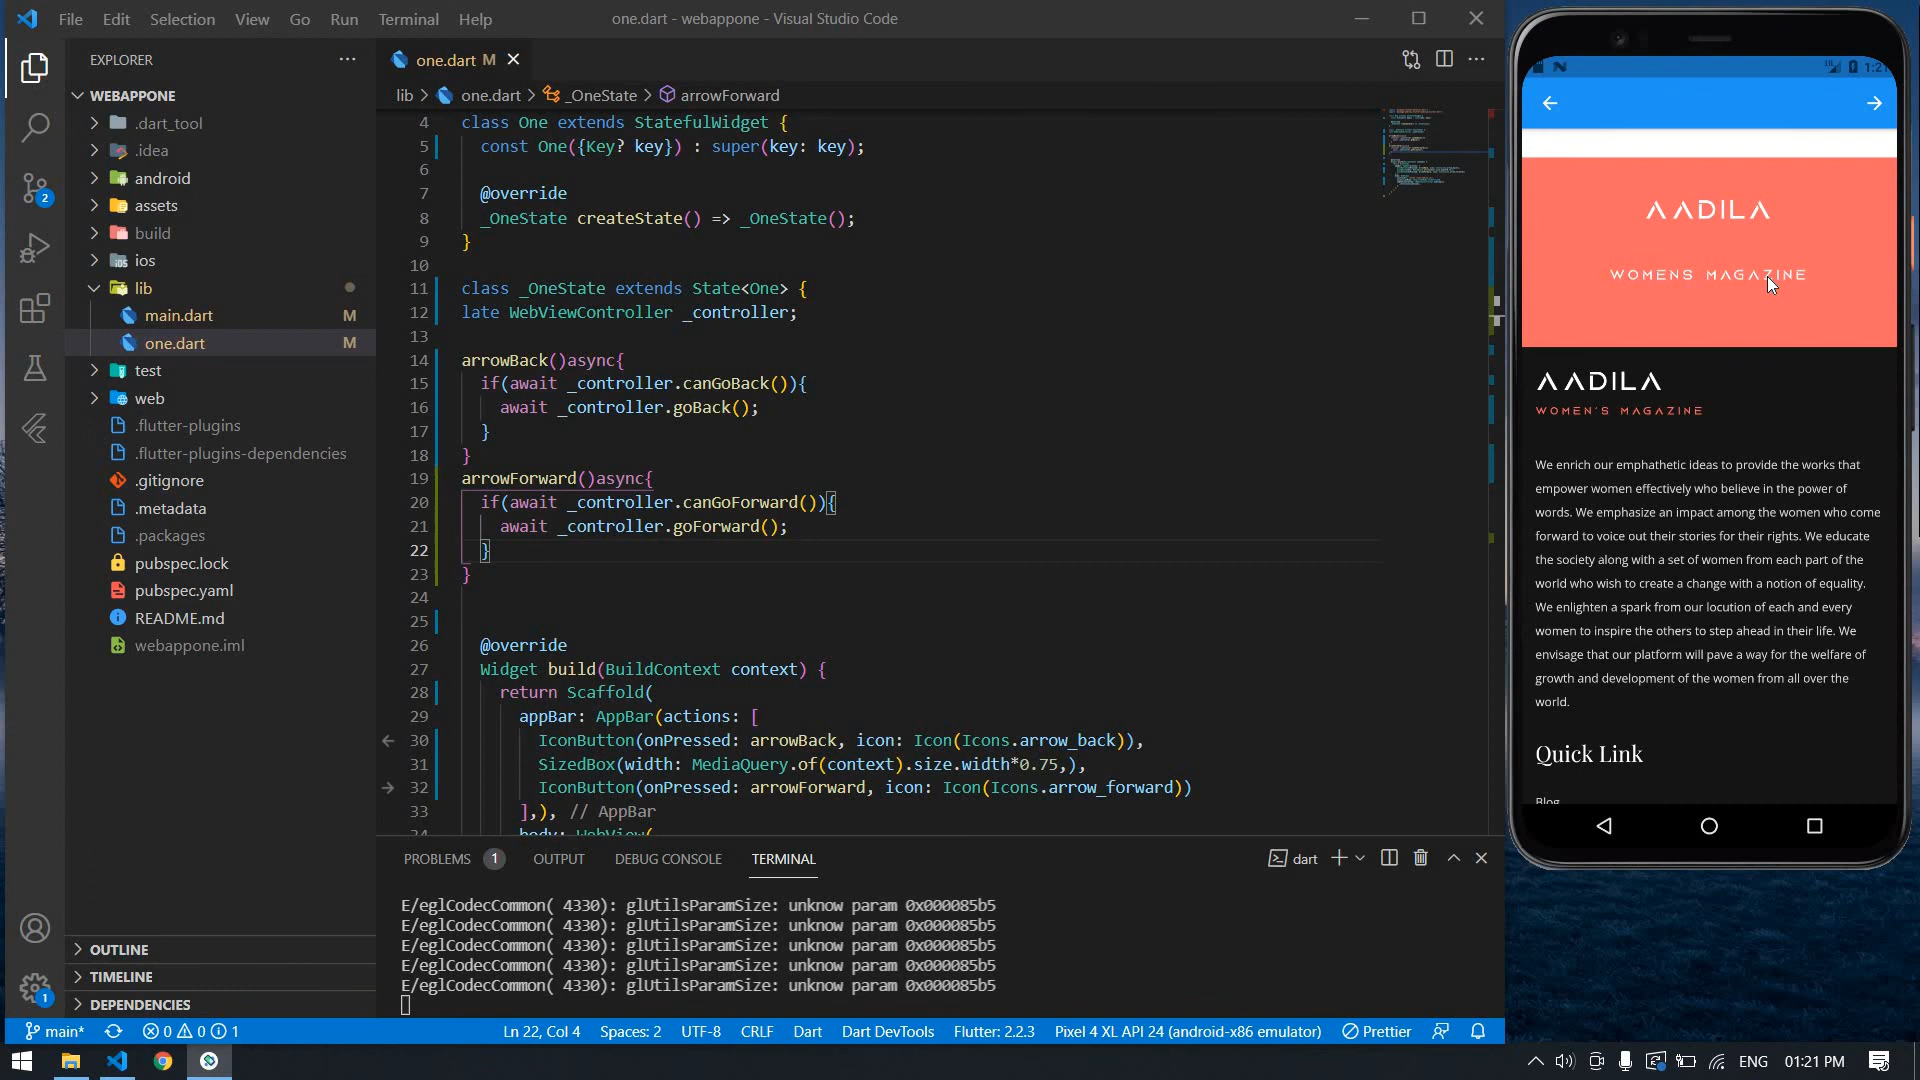 File Edit Selection View Go Run Terminal Help
one.dart - webappone - Visual Studio Code
EXPLORER
WEBAPPONE
.dart_tool
.idea
android
assets
build
ios
lib
main.dart M
one.dart M
test
web
.flutter-plugins
.flutter-plugins-dependencies
.gitignore
.metadata
.packages
pubspec.lock
pubspec.yaml
README.md
webappone.iml
OUTLINE
TIMELINE
DEPENDENCIES
2
1
one.dart M
lib > one.dart > _OneState > arrowForward
4 class One extends StatefulWidget {
5 const One({Key? key}) : super(key: key);
6
7 @override
8 _OneState createState() => _OneState();
9 }
10
11 class _OneState extends State<One> {
12 late WebViewController _controller;
13
14 arrowBack()async{
15 if(await _controller.canGoBack()){
16 await _controller.goBack();
17 }
18 }
19 arrowForward()async{
20 if(await _controller.canGoForward()){
21 await _controller.goForward();
22 }
23 }
24
25
26 @override
27 Widget build(BuildContext context) {
28 return Scaffold(
29 appBar: AppBar(actions: [
30 IconButton(onPressed: arrowBack, icon: Icon(Icons.arrow_back)),
31 SizedBox(width: MediaQuery.of(context).size.width*0.75,),
32 IconButton(onPressed: arrowForward, icon: Icon(Icons.arrow_forward))
33 ],), // AppBar
34 body: WebView(
PROBLEMS 1 OUTPUT DEBUG CONSOLE TERMINAL
dart
E/eglCodecCommon( 4330): glUtilsParamSize: unknow param 0x000085b5
E/eglCodecCommon( 4330): glUtilsParamSize: unknow param 0x000085b5
E/eglCodecCommon( 4330): glUtilsParamSize: unknow param 0x000085b5
E/eglCodecCommon( 4330): glUtilsParamSize: unknow param 0x000085b5
E/eglCodecCommon( 4330): glUtilsParamSize: unknow param 0x000085b5
main* 0 0 1 Ln 22, Col 4 Spaces: 2 UTF-8 CRLF Dart Dart DevTools Flutter: 2.2.3 Pixel 4 XL API 24 (android-x86 emulator) Prettier
AADILA
WOMENS MAGAZINE
AADILA
WOMEN'S MAGAZINE
We enrich our emphathetic ideas to provide the works that
empower women effectively who believe in the power of
words. We emphasize an impact among the women who come
forward to voice out their stories for their rights. We educate
the society along with a set of women from each part of the
world who wish to create a change with a notion of equality.
We enlighten a spark from our locution of each and every
women to inspire the others to step ahead in their life. We
envisage that our platform will pave a way for the welfare of
growth and development of the women from all over the
world.
Quick Link
Blog
ENG 01:21 PM